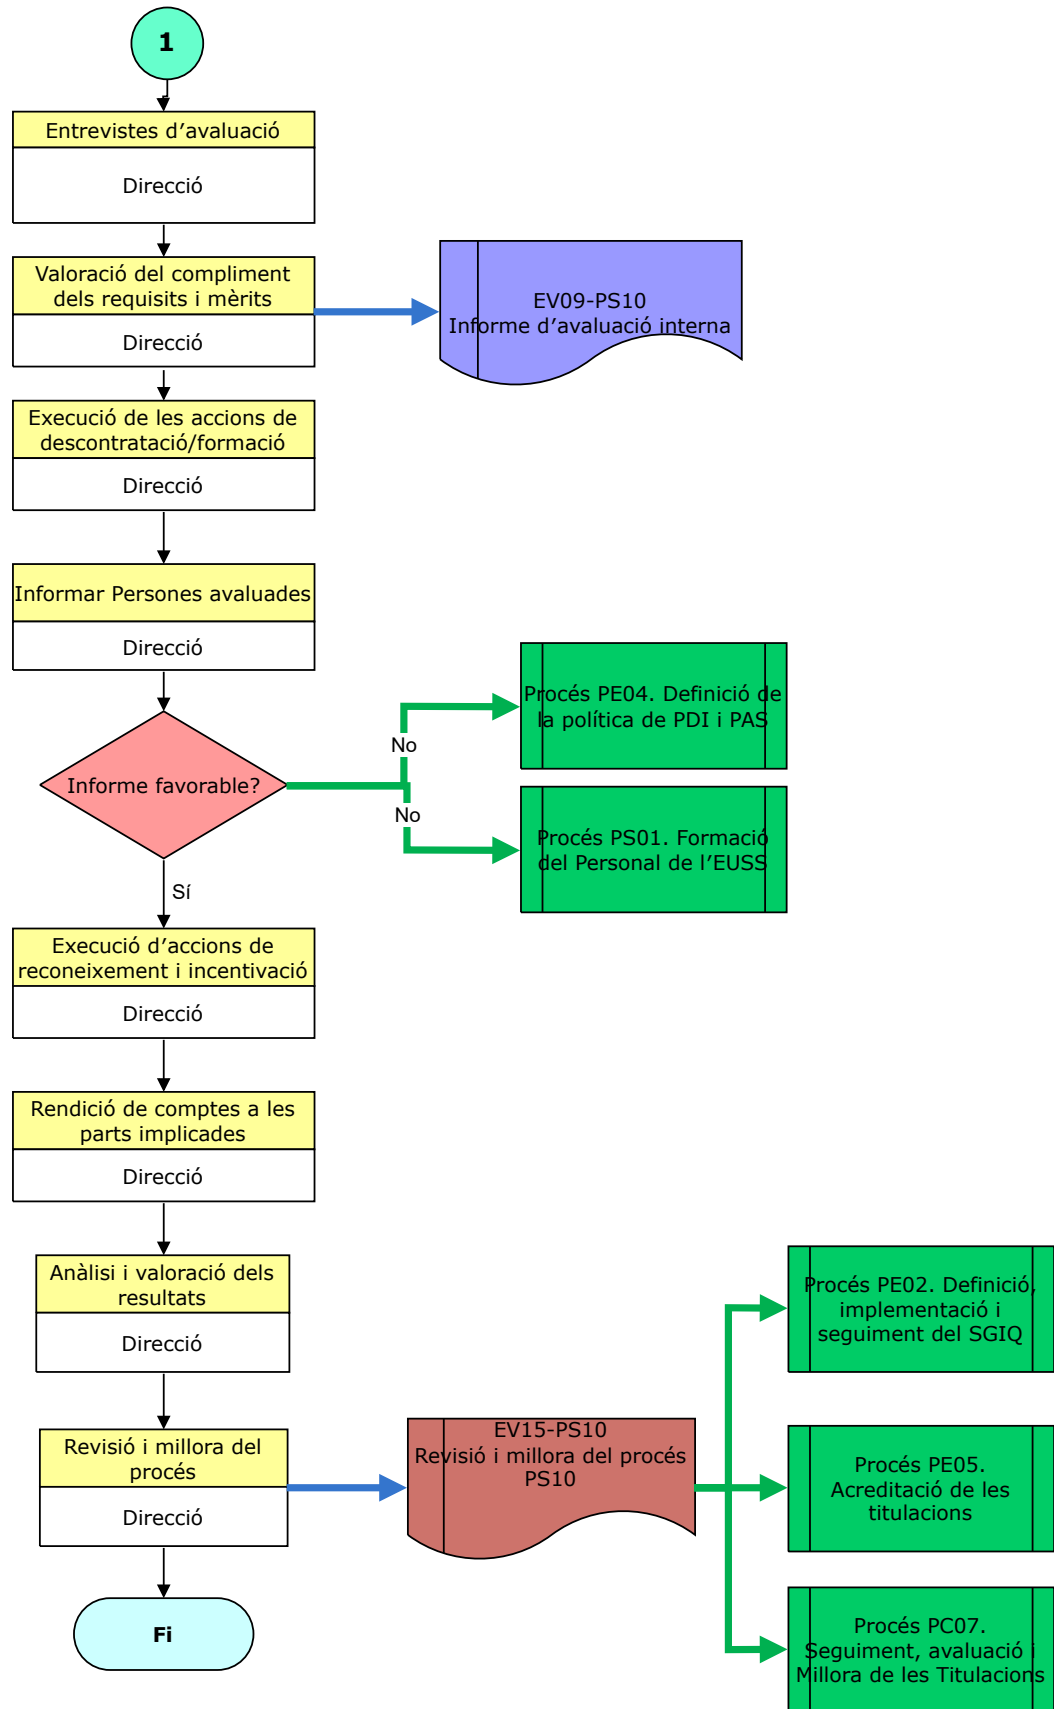 1
Entrevistes d’avaluació
Direcció
Valoració del compliment
dels requisits i mèrits
Direcció
EV09-PS10
Informe d’avaluació interna
Execució de les accions de
descontratació/formació
Direcció
Informar Persones avaluades
Direcció
Informe favorable?
No
No
Procés PE04. Definició de
la política de PDI i PAS
Procés PS01. Formació
del Personal de l’EUSS
Sí
Execució d’accions de
reconeixement i incentivació
Direcció
Rendició de comptes a les
parts implicades
Direcció
Anàlisi i valoració dels
resultats
Direcció
Revisió i millora del
procés
Direcció
EV15-PS10
Revisió i millora del procés
PS10
Procés PE02. Definició,
implementació i
seguiment del SGIQ
Procés PE05.
Acreditació de les
titulacions
Procés PC07.
Seguiment, avaluació i
Millora de les Titulacions
Fi